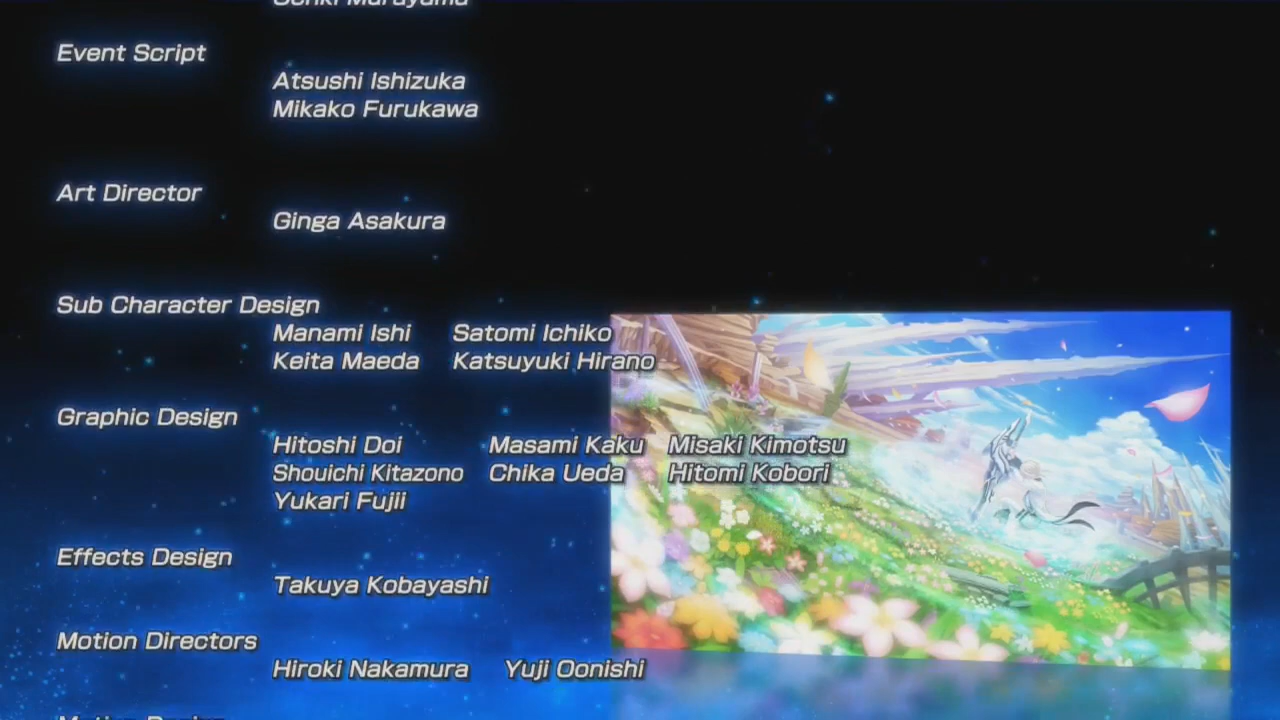 Event Script
Atsushi Ishizuka
Mikako Furukawa
Art Director
Ginga Asakura
Sub Character Design
Manami Ishi Satomi Ichiko
Keita Maeda Katsuyuki Hirano
Graphic Design
Hitoshi Doi Masami Kaku Misaki Kimotsu
Shouichi Kitazono Chika Ueda Hitomi Kobori
Yukari Fujii
Effects Design
Takuya Kobayashi
Motion Directors
Hiroki Nakamura Yuji Oonishi